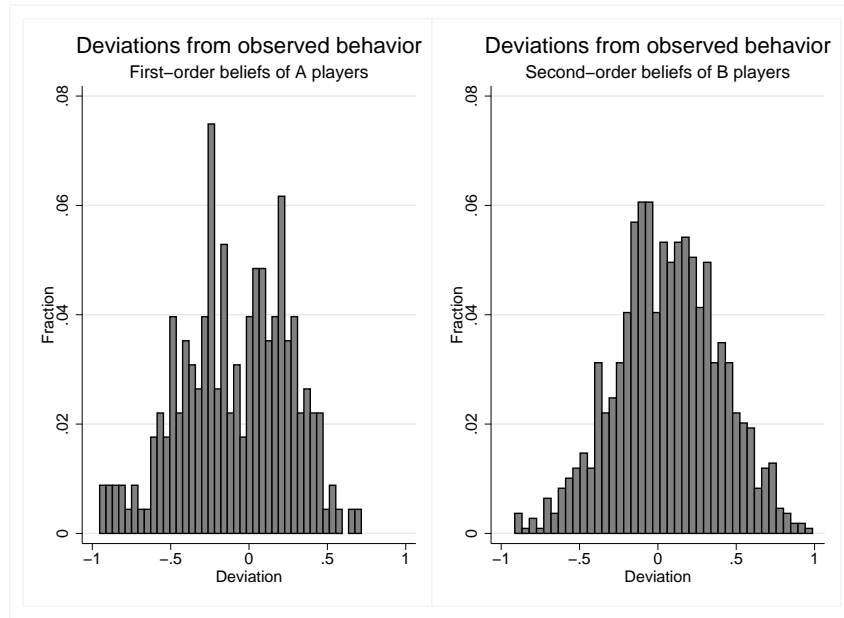 Deviations from observed behavior
First−order beliefs of A players
Fraction
.08
.06
.04
.02
0
−1
−.5
0
.5
1
Deviation
Deviations from observed behavior
Second−order beliefs of B players
Fraction
.08
.06
.04
.02
0
−1
−.5
0
.5
1
Deviation